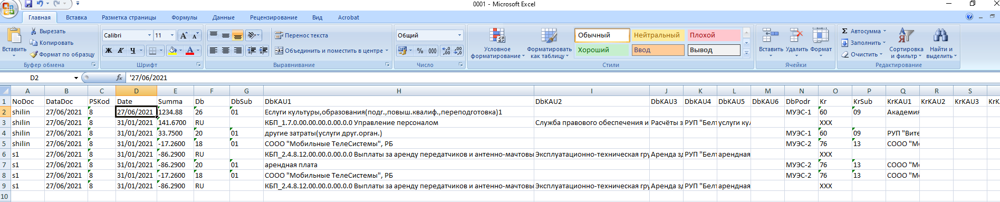 0001 - Microsoft Excel
Главная Вставка Разметка страницы Формулы Данные Рецензирование Вид Acrobat
Вставить
Вырезать
Копировать
Формат по образцу
Буфер обмена
Calibri 11
Ж К Ч
Шрифт
Перенос текста
Объединить и поместить в центре
Выравнивание
Общий
% 000
Число
Условное форматирование
Форматировать как таблицу
Обычный Нейтральный Плохой
Хороший Ввод Вывод
Стили
Вставить Удалить Формат
Ячейки
Автосумма
Заполнить
Очистить
Сортировка и фильтр
Найти и выделить
Редактирование
D2 fx '27/06/2021
A B C D E F G H I J K L M N O P Q R S
1 NoDoc DataDoc PSKod Date Summa Db DbSub DbKAU1 DbKAU2 DbKAU3 DbKAU4 DbKAU5 DbKAU6 DbPodr Kr KrSub KrKAU1 KrKAU2 KrKAU3 KrK
2 shilin 27/06/2021 8 27/06/2021 1234.88 26 01 Еслуги культуры,образования(подг.,повыш.квалиф.,переподготовка)1 МУЭС-1 60 09 Академия
3 shilin 27/06/2021 8 31/01/2021 141.6700 RU КБП_1.7.0.00.00.00.0.00.0.0 Управление персоналом Служба правового обеспечения и Расчёты з РУП "Белт услуги кул XXX
4 shilin 27/06/2021 8 31/01/2021 33.7500 20 01 другие затраты(услуги друг.орган.) МУЭС-1 60 09 РУП "Вите
5 shilin 27/06/2021 8 31/01/2021 -17.2600 18 01 СООО "Мобильные ТелеСистемы", РБ МУЭС-2 76 13 СООО "Мо
6 s1 27/06/2021 8 31/01/2021 -86.2900 RU КБП_2.4.8.12.00.00.0.00.0.0 Выплаты за аренду передатчиков и антенно-мачтовы Эксплуатационно-техническая гру Аренда зд РУП "Белт арендная XXX
7 s1 27/06/2021 8 31/01/2021 -86.2900 20 01 арендная плата МУЭС-2 76 13 СООО "Мо
8 s1 27/06/2021 8 31/01/2021 -17.2600 18 01 СООО "Мобильные ТелеСистемы", РБ МУЭС-2 76 13 СООО "Мо
9 s1 27/06/2021 8 31/01/2021 -86.2900 RU КБП_2.4.8.12.00.00.0.00.0.0 Выплаты за аренду передатчиков и антенно-мачтовы Эксплуатационно-техническая гру Аренда зд РУП "Белт арендная XXX
10